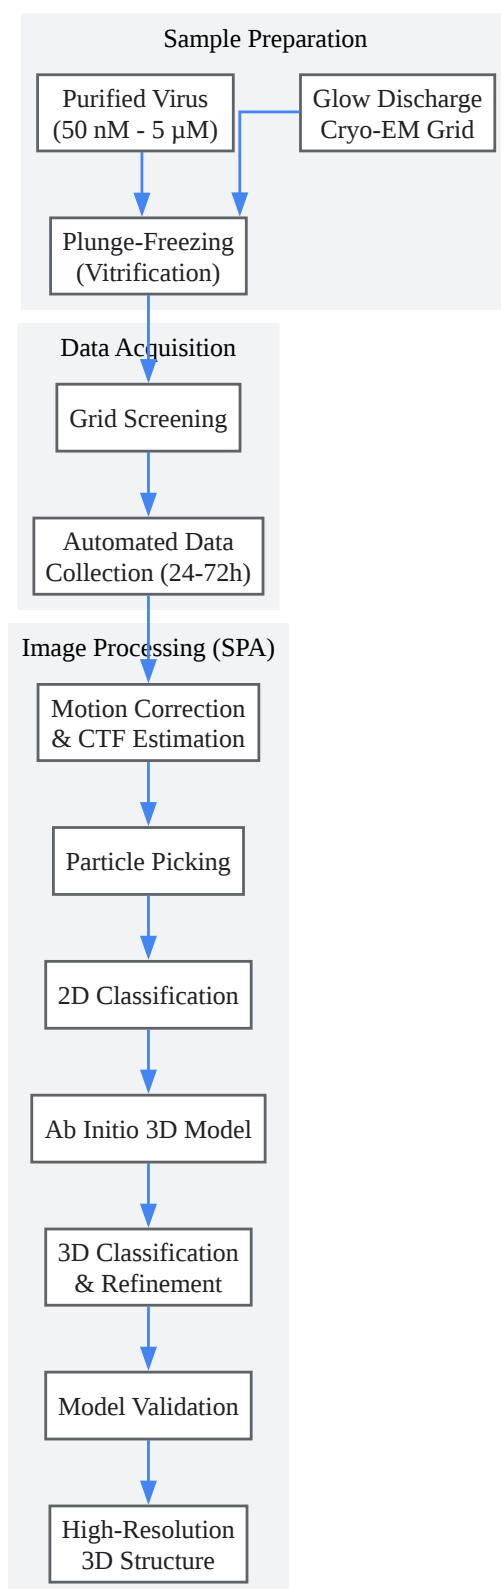 Sample Preparation
Purified Virus
(50 nM - 5 µM)
Glow Discharge
Cryo-EM Grid
Plunge-Freezing
(Vitrification)
Data Acquisition
Grid Screening
Automated Data
Collection (24-72h)
Image Processing (SPA)
Motion Correction
& CTF Estimation
Particle Picking
2D Classification
Ab Initio 3D Model
3D Classification
& Refinement
Model Validation
High-Resolution
3D Structure